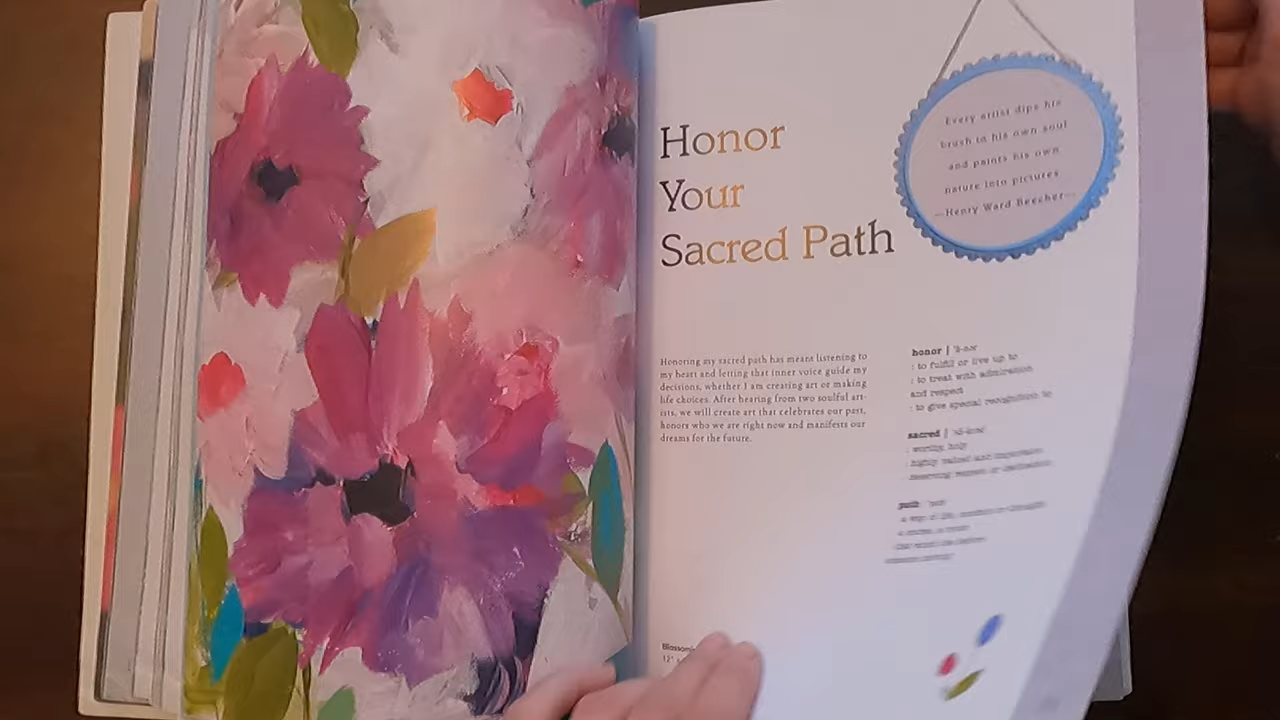 Honor
Your
Sacred Path
Every artist dips his
brush in his own soul
and paints his own
nature into pictures
—Henry Ward Beecher—
Honoring my sacred path has meant listening to
my heart and letting that inner voice guide my
decisions, whether I am creating art or making
life choices. After hearing from two soulful art-
ists, we will create art that celebrates our past,
honors who we are right now and manifests our
dreams for the future.
honor |
: to fulfill or live up to
: to treat with admiration
and respect
: to give special recognition to
sacred |
: worthy, holy
: highly valued and important
deserving respect or
path
12"